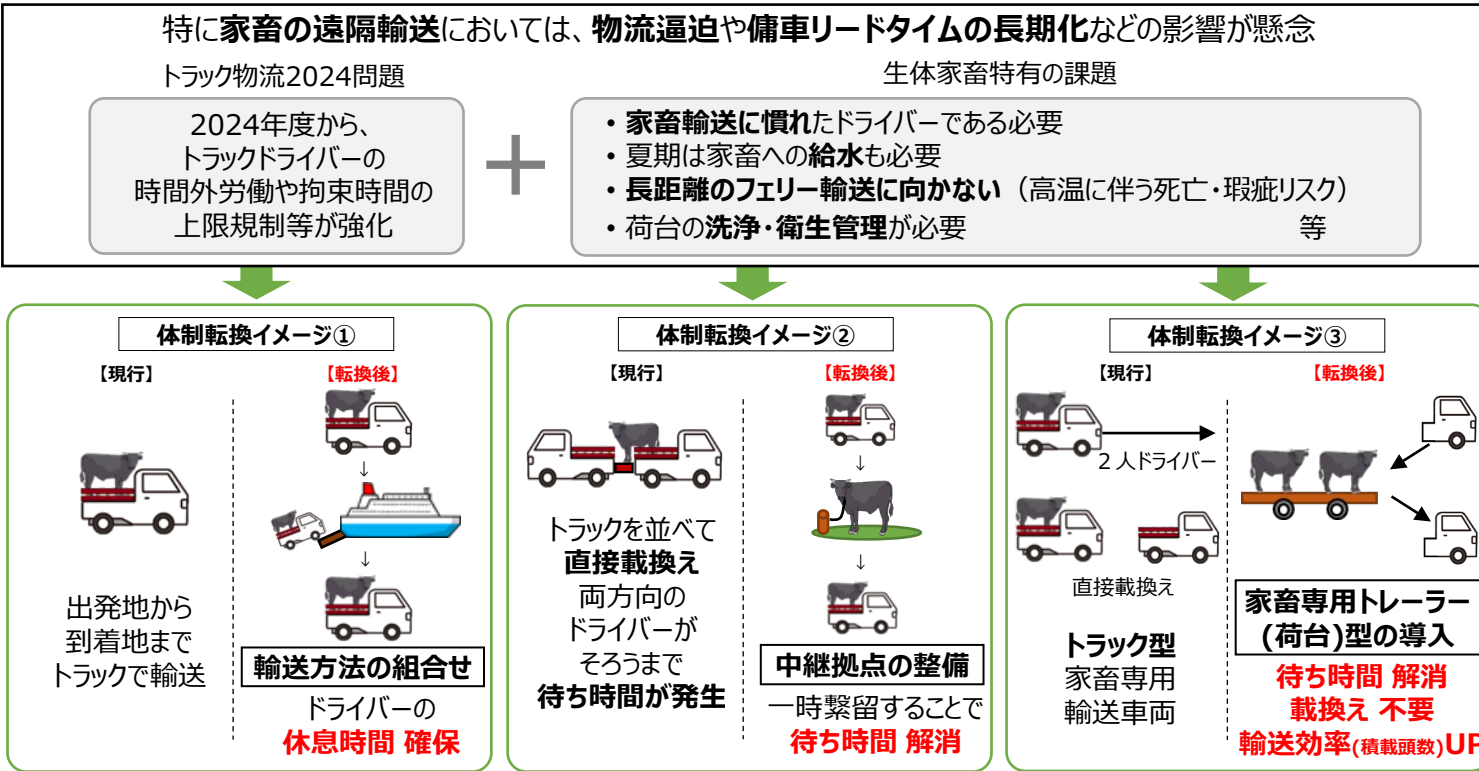 特に家畜の遠隔輸送においては、物流逼迫や傭車リードタイムの長期化などの影響が懸念
トラック物流2024問題
2024年度から、
トラックドライバーの
時間外労働や拘束時間の
上限規制等が強化
＋
生体家畜特有の課題
・家畜輸送に慣れたドライバーである必要
・夏期は家畜への給水も必要
・長距離のフェリー輸送に向かない（高温に伴う死亡・瑕疵リスク）
・荷台の洗浄・衛生管理が必要 等
体制転換イメージ①
【現行】
出発地から
到着地まで
トラックで輸送
【転換後】
↓
↓
輸送方法の組合せ
ドライバーの
休息時間 確保
体制転換イメージ②
【現行】
トラックを並べて
直接載換え
両方向の
ドライバーが
そろうまで
待ち時間が発生
【転換後】
↓
↓
中継拠点の整備
一時繋留することで
待ち時間 解消
体制転換イメージ③
【現行】
２人ドライバー
直接載換え
トラック型
家畜専用
輸送車両
【転換後】
家畜専用トレーラー
(荷台)型の導入
待ち時間 解消
載換え 不要
輸送効率(積載頭数)UP